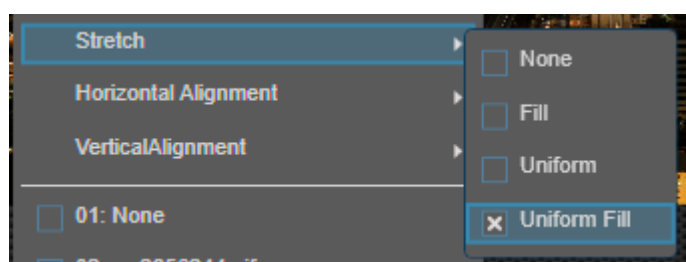 Stretch
Horizontal Alignment
VerticalAlignment
01: None
None
Fill
Uniform
Uniform Fill